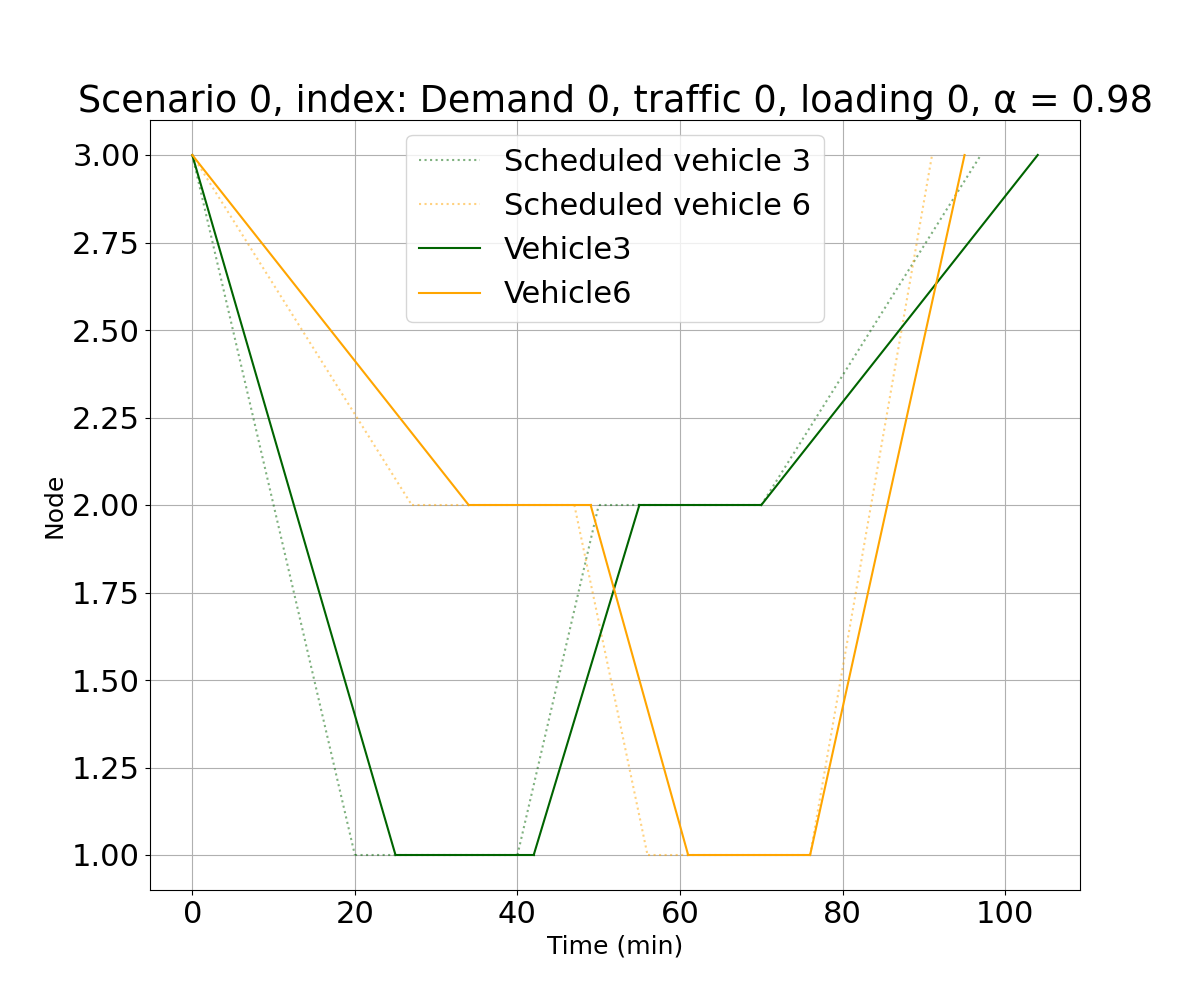 Scenario 0, index: Demand 0, traffic 0, loading 0, α = 0.98
Scheduled vehicle 3
Scheduled vehicle 6
Vehicle3
Vehicle6
3.00
2.75
2.50
2.25
2.00
1.75
1.50
1.25
1.00
Node
0 20 40 60 80 100
Time (min)